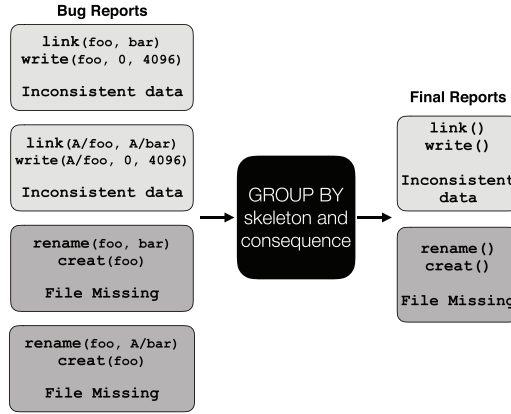 Bug Reports
link(foo, bar)
write(foo, 0, 4096)
Inconsistent data
link(A/foo, A/bar)
write(A/foo, 0, 4096)
Inconsistent data
rename(foo, bar)
creat(foo)
File Missing
rename(foo, A/bar)
creat(foo)
File Missing
GROUP BY
skeleton and
consequence
Final Reports
link()
write()
Inconsistent
data
rename()
creat()
File Missing